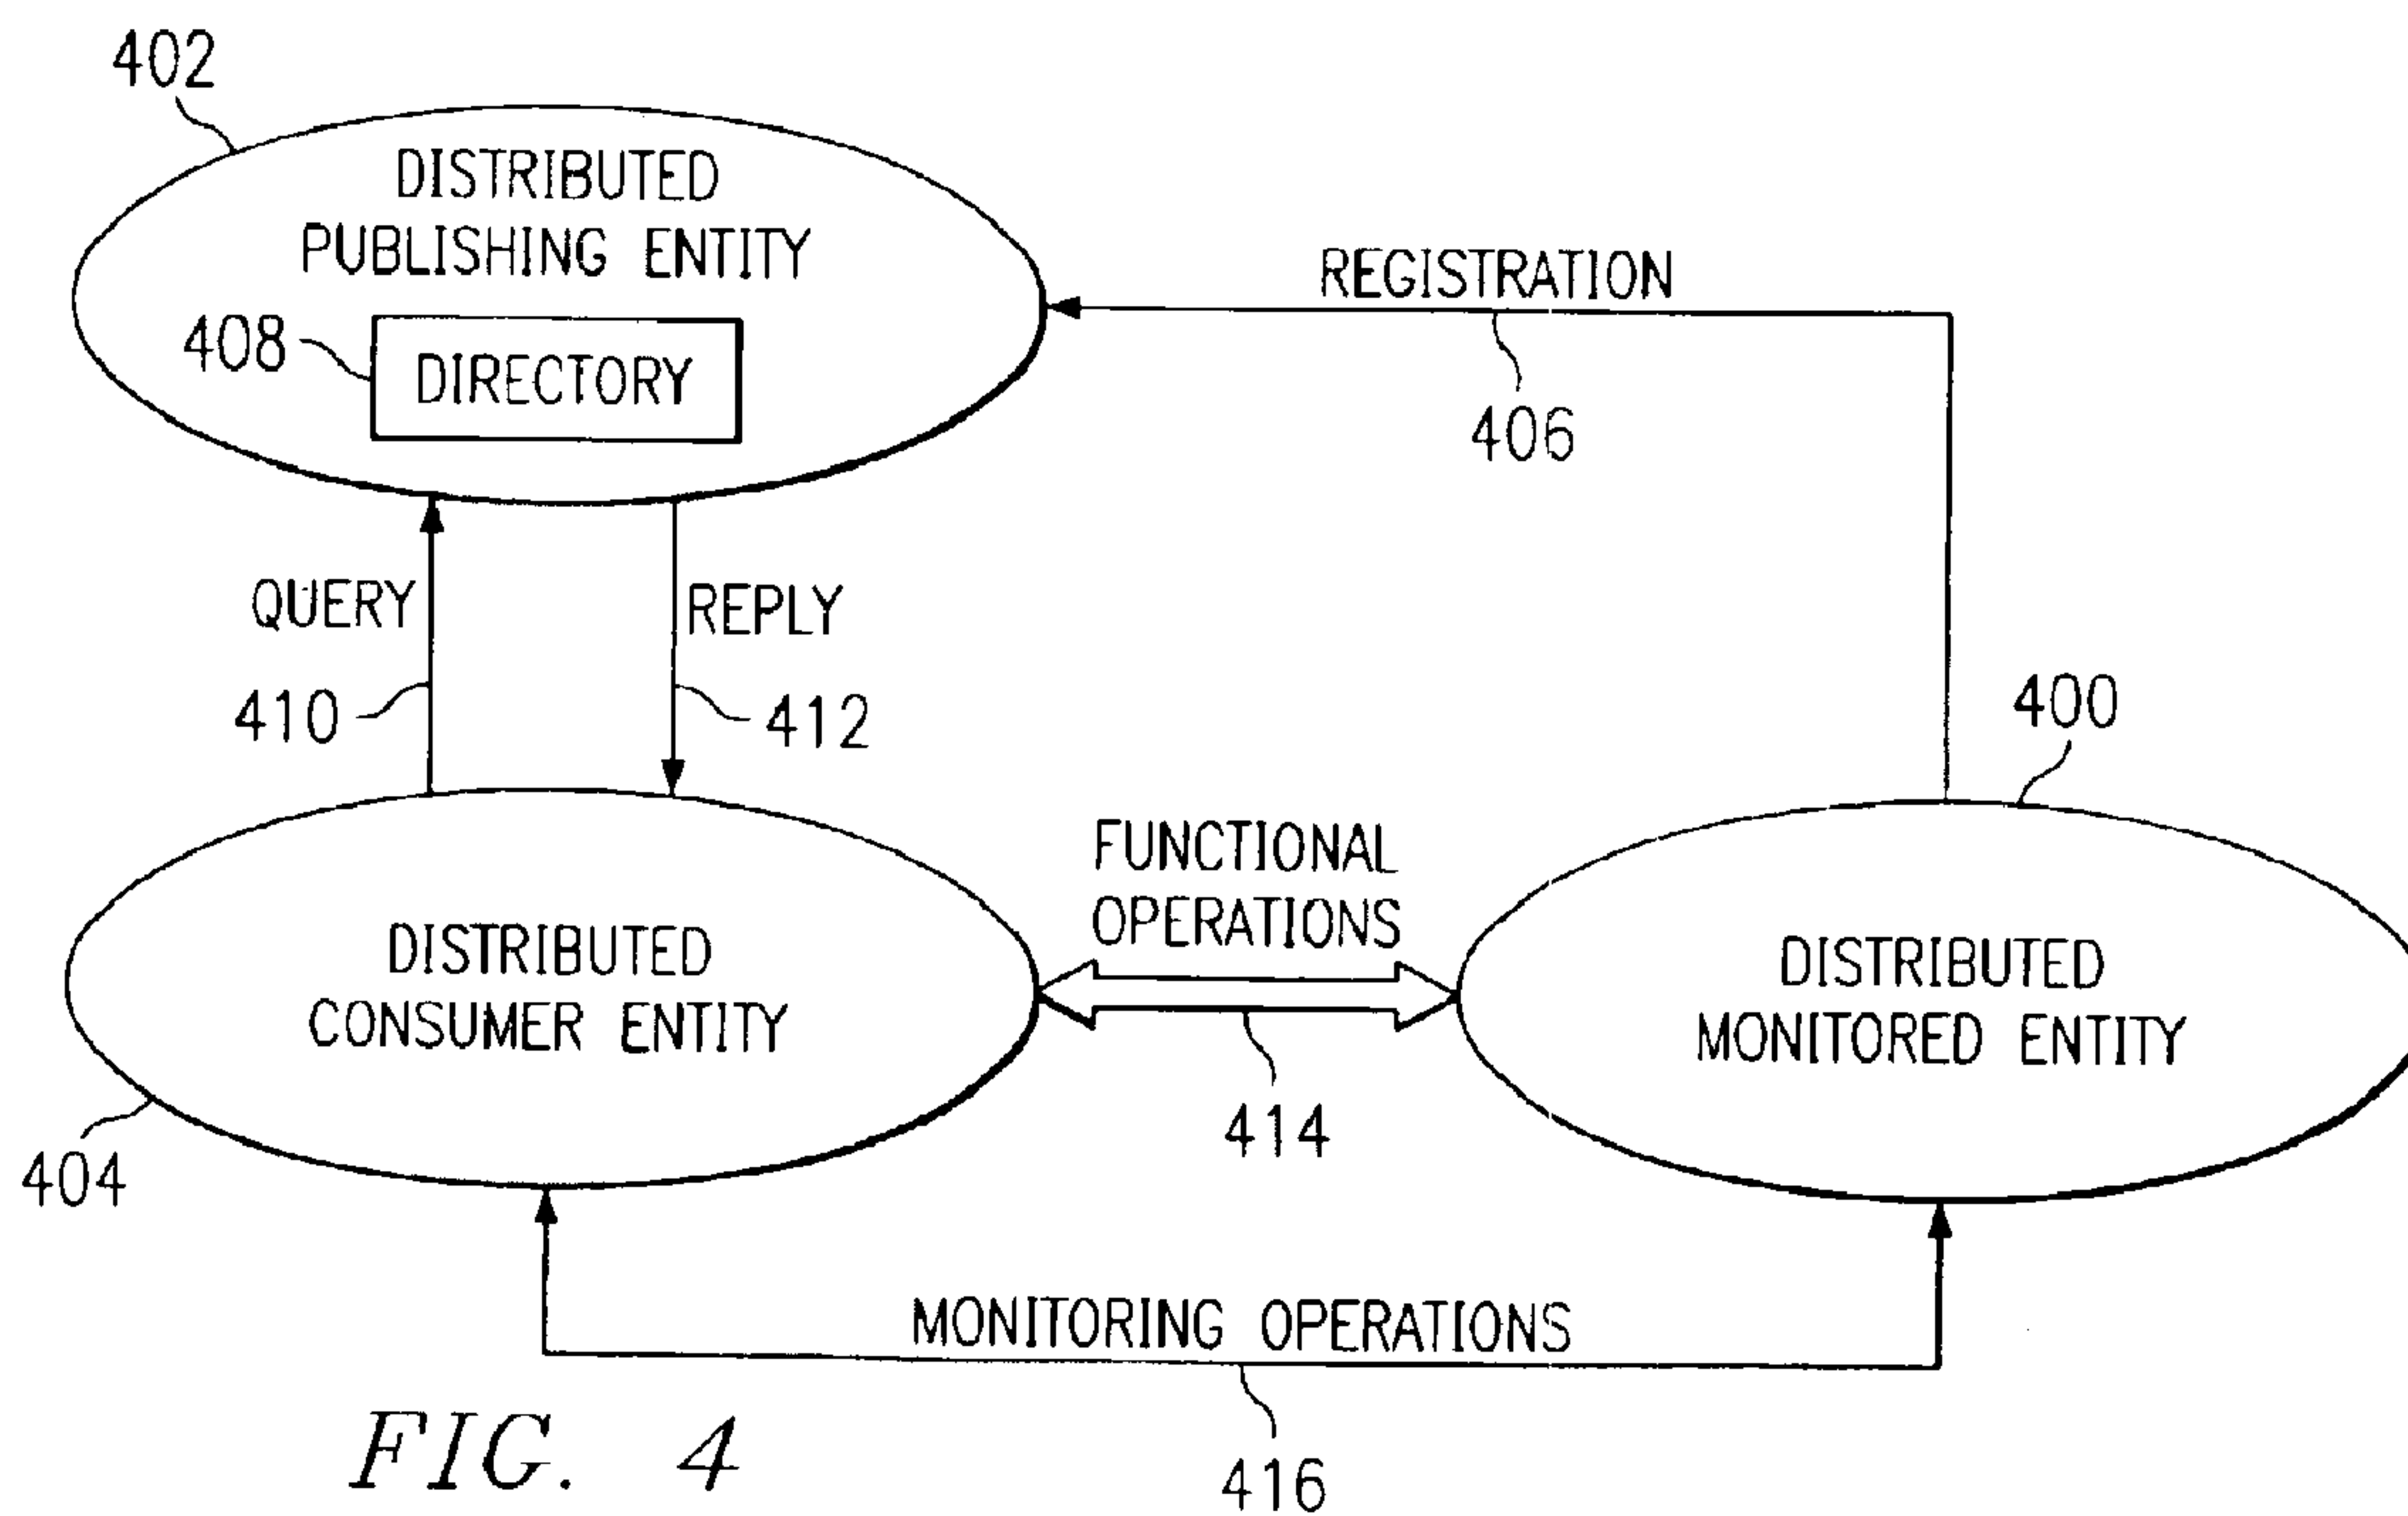 402
DISTRIBUTED
PUBLISHING ENTITY
408
DIRECTORY
REGISTRATION
406
QUERY
REPLY
410
412
400
FUNCTIONAL
OPERATIONS
DISTRIBUTED
CONSUMER ENTITY
DISTRIBUTED
MONITORED ENTITY
414
404
MONITORING OPERATIONS
416
FIG. 4